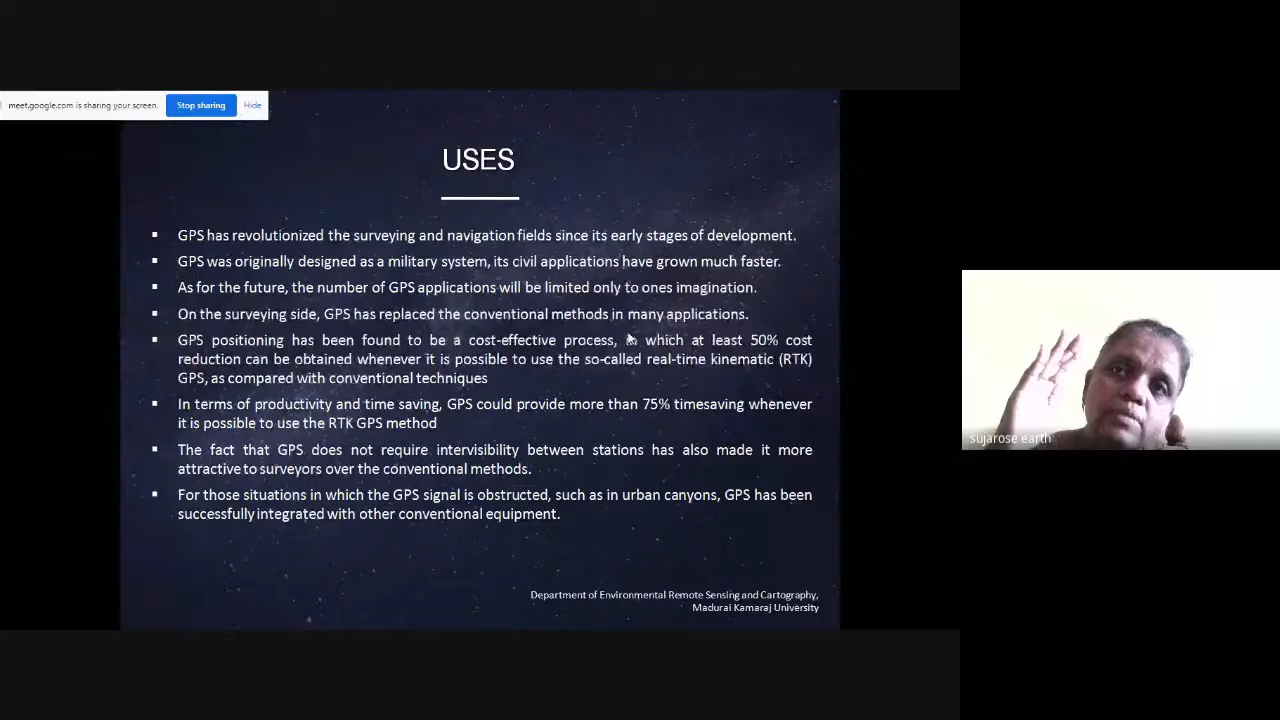 meet.google.com is sharing your screen.
Stop sharing
Hide
USES
▪ GPS has revolutionized the surveying and navigation fields since its early stages of development.
▪ GPS was originally designed as a military system, its civil applications have grown much faster.
▪ As for the future, the number of GPS applications will be limited only to ones imagination.
▪ On the surveying side, GPS has replaced the conventional methods in many applications.
▪ GPS positioning has been found to be a cost-effective process, in which at least 50% cost
reduction can be obtained whenever it is possible to use the so-called real-time kinematic (RTK)
GPS, as compared with conventional techniques
▪ In terms of productivity and time saving, GPS could provide more than 75% timesaving whenever
it is possible to use the RTK GPS method
▪ The fact that GPS does not require intervisibility between stations has also made it more
attractive to surveyors over the conventional methods.
▪ For those situations in which the GPS signal is obstructed, such as in urban canyons, GPS has been
successfully integrated with other conventional equipment.
Department of Environmental Remote Sensing and Cartography,
Madurai Kamaraj University
sujarose earth